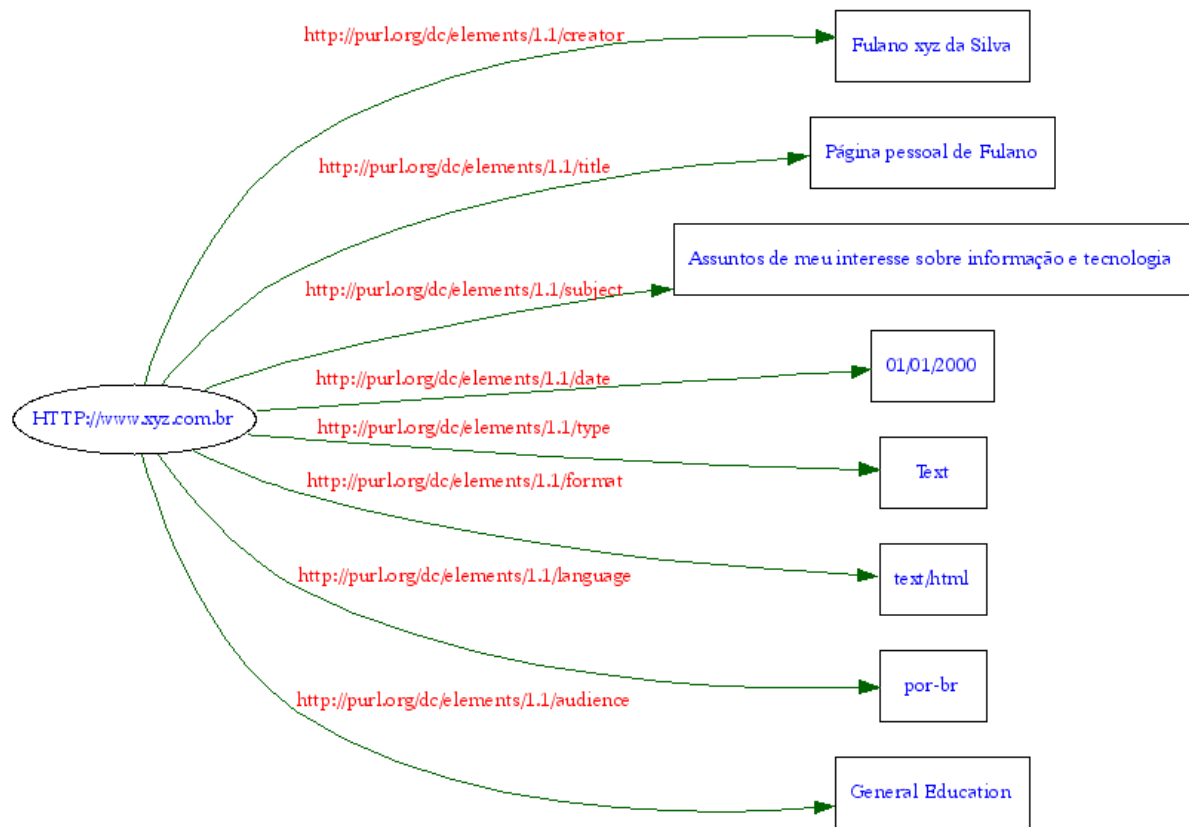 http://purl.org/dc/elements/1.1/creator
Fulano xyz da Silva
http://purl.org/dc/elements/1.1/title
Página pessoal de Fulano
http://purl.org/dc/elements/1.1/subject
Assuntos de meu interesse sobre informação e tecnologia
http://purl.org/dc/elements/1.1/date
01/01/2000
HTTP://www.xyz.com.br
http://purl.org/dc/elements/1.1/type
Text
http://purl.org/dc/elements/1.1/format
text/html
http://purl.org/dc/elements/1.1/language
por-br
http://purl.org/dc/elements/1.1/audience
General Education